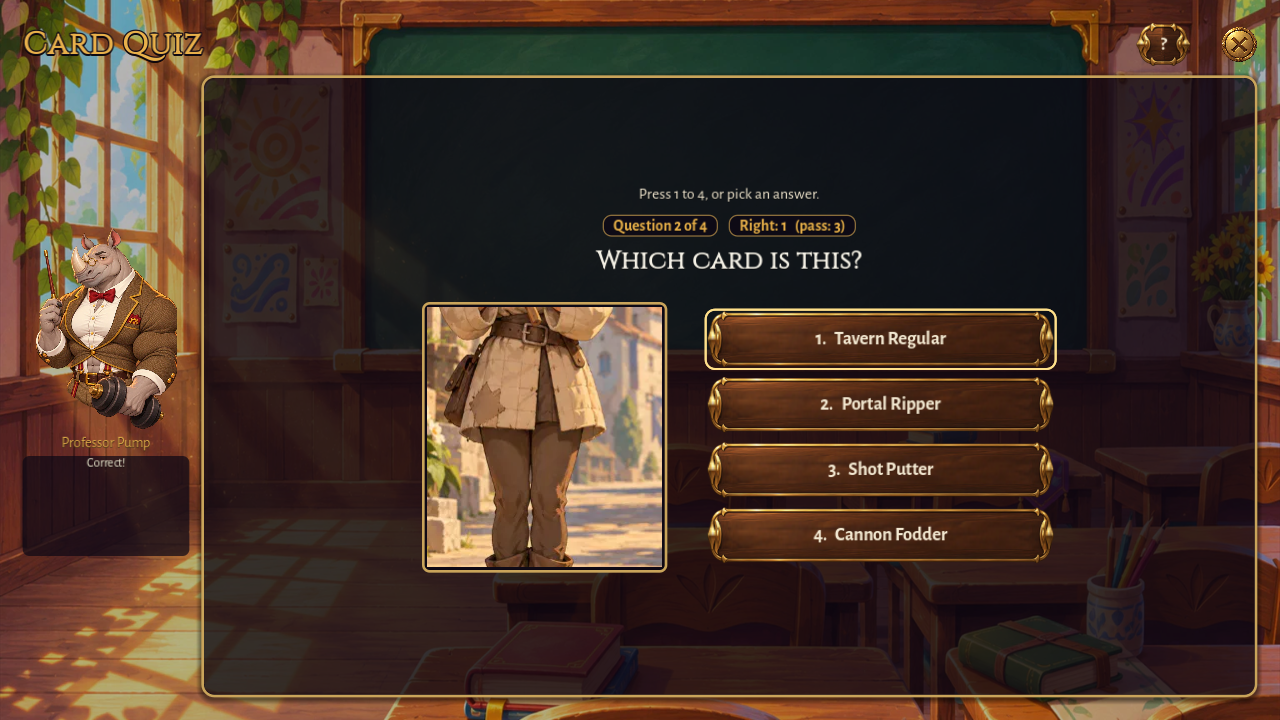 Card Quiz
?
Press 1 to 4, or pick an answer.
Question 2 of 4
Right: 1 (pass: 3)
Which card is this?
1. Tavern Regular
2. Portal Ripper
3. Shot Putter
4. Cannon Fodder
Professor Pump
Correct!